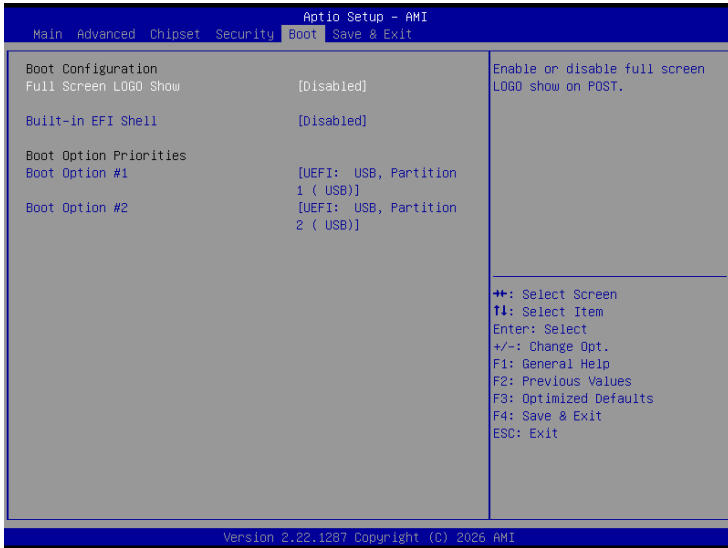 Aptio Setup - AMI
Main Advanced Chipset Security Boot Save & Exit
Boot Configuration
Full Screen LOGO Show [Disabled]
Built-in EFI Shell [Disabled]
Boot Option Priorities
Boot Option #1 [UEFI: USB, Partition
1 ( USB)]
Boot Option #2 [UEFI: USB, Partition
2 ( USB)]
Enable or disable full screen
LOGO show on POST.
→←: Select Screen
↑↓: Select Item
Enter: Select
+/-: Change Opt.
F1: General Help
F2: Previous Values
F3: Optimized Defaults
F4: Save & Exit
ESC: Exit
Version 2.22.1287 Copyright (C) 2026 AMI